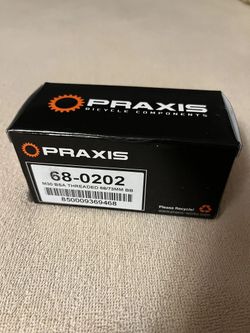 PRAXIS
BICYCLE COMPONENTS
PRAXIS
68-0202
M30 BSA THREADED 68/73MM BB
850009369468
Please Recycle!